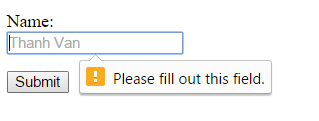 Name:
Thanh Van
Submit
! Please fill out this field.